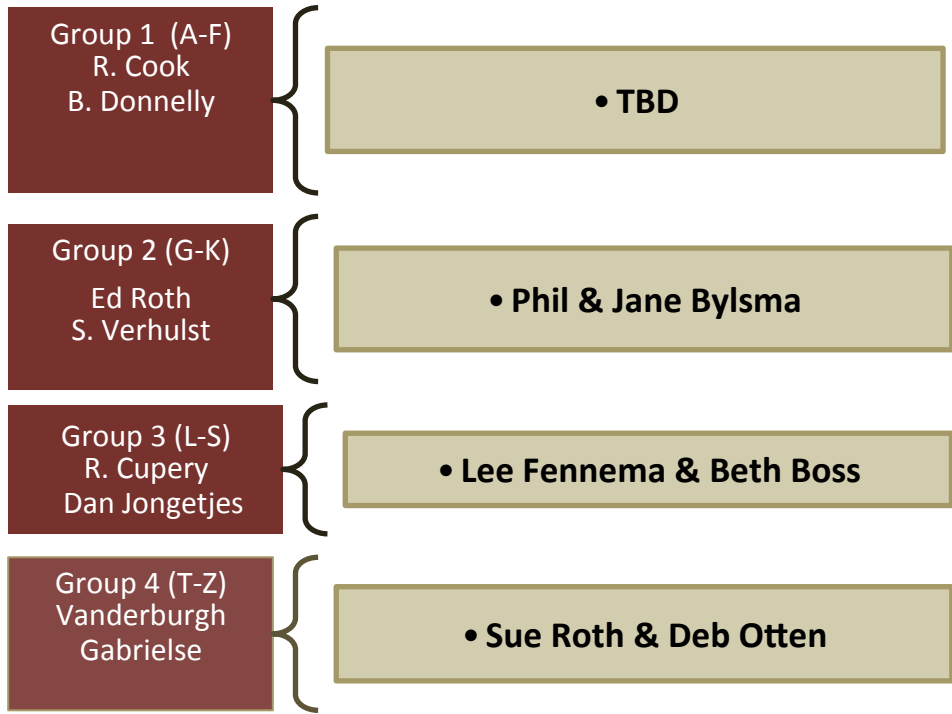 Group 1 (A-F)
R. Cook
B. Donnelly
• TBD
Group 2 (G-K)
Ed Roth
S. Verhulst
• Phil & Jane Bylsma
Group 3 (L-S)
R. Cupery
Dan Jongetjes
• Lee Fennema & Beth Boss
Group 4 (T-Z)
Vanderburgh
Gabrielse
• Sue Roth & Deb Otten